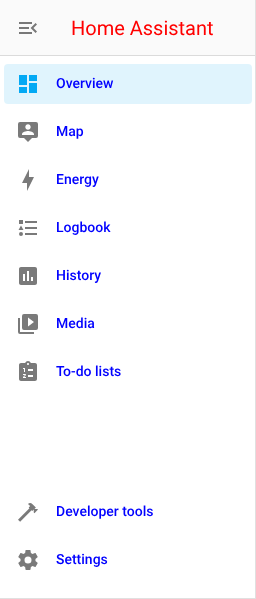 Home Assistant
Overview
Map
Energy
Logbook
History
Media
To-do lists
Developer tools
Settings